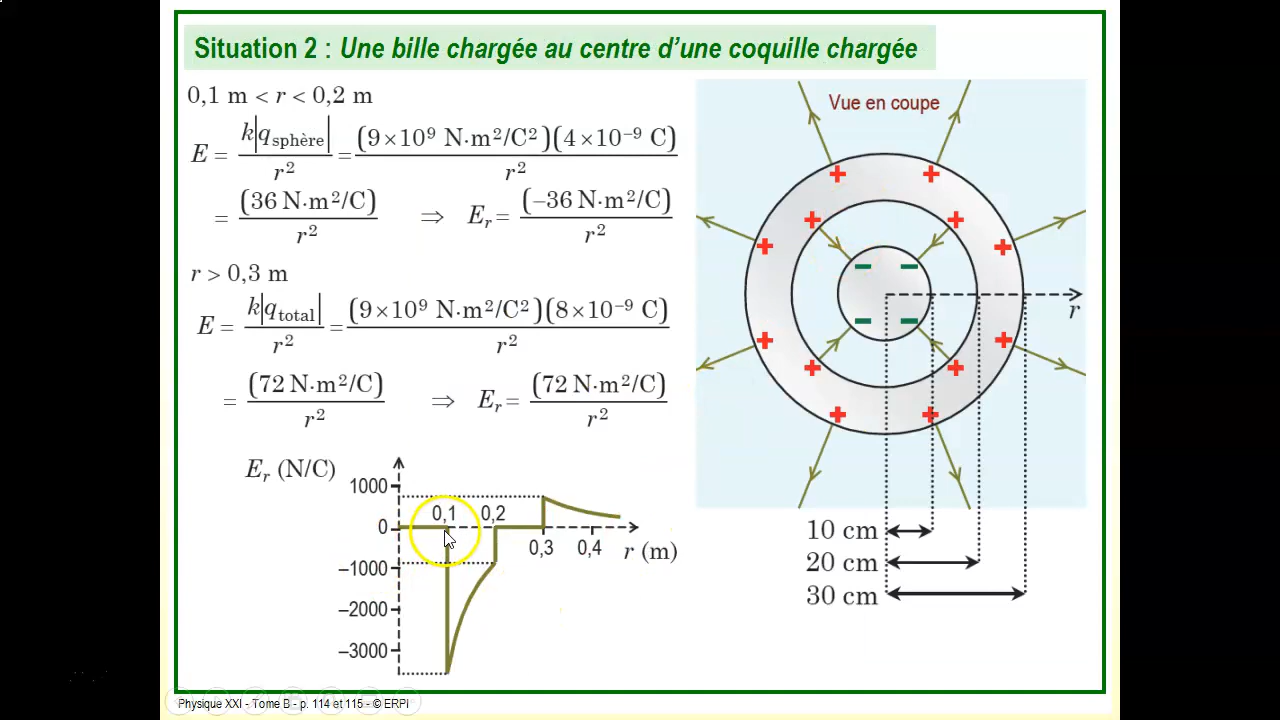 Situation 2 : Une bille chargée au centre d'une coquille chargée
0,1 m < r < 0,2 m
E = k|q_sphère| / r² = (9×10⁹ N·m²/C²)(4×10⁻⁹ C) / r²
= (36 N·m²/C) / r² ⇒ E_r = (−36 N·m²/C) / r²
r > 0,3 m
E = k|q_total| / r² = (9×10⁹ N·m²/C²)(8×10⁻⁹ C) / r²
= (72 N·m²/C) / r² ⇒ E_r = (72 N·m²/C) / r²
E_r (N/C)
1000
0
−1000
−2000
−3000
0,1
0,2
0,3
0,4
r (m)
Vue en coupe
+ + + + + + + + + + + +
− − − −
r
10 cm
20 cm
30 cm
Physique XXI - Tome B - p. 114 et 115 - © ERPI